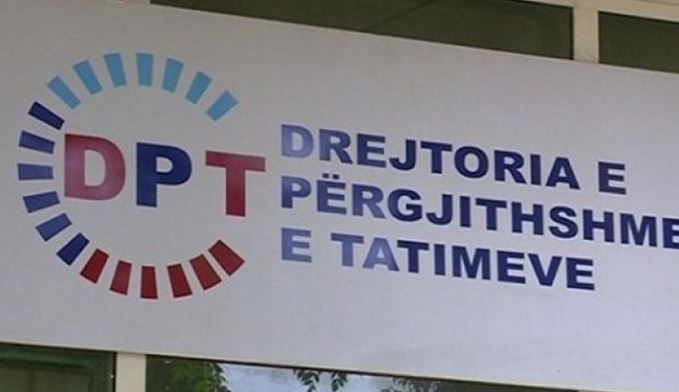 DPT
DREJTORIA E
PËRGJITHSHME
E TATIMEVE